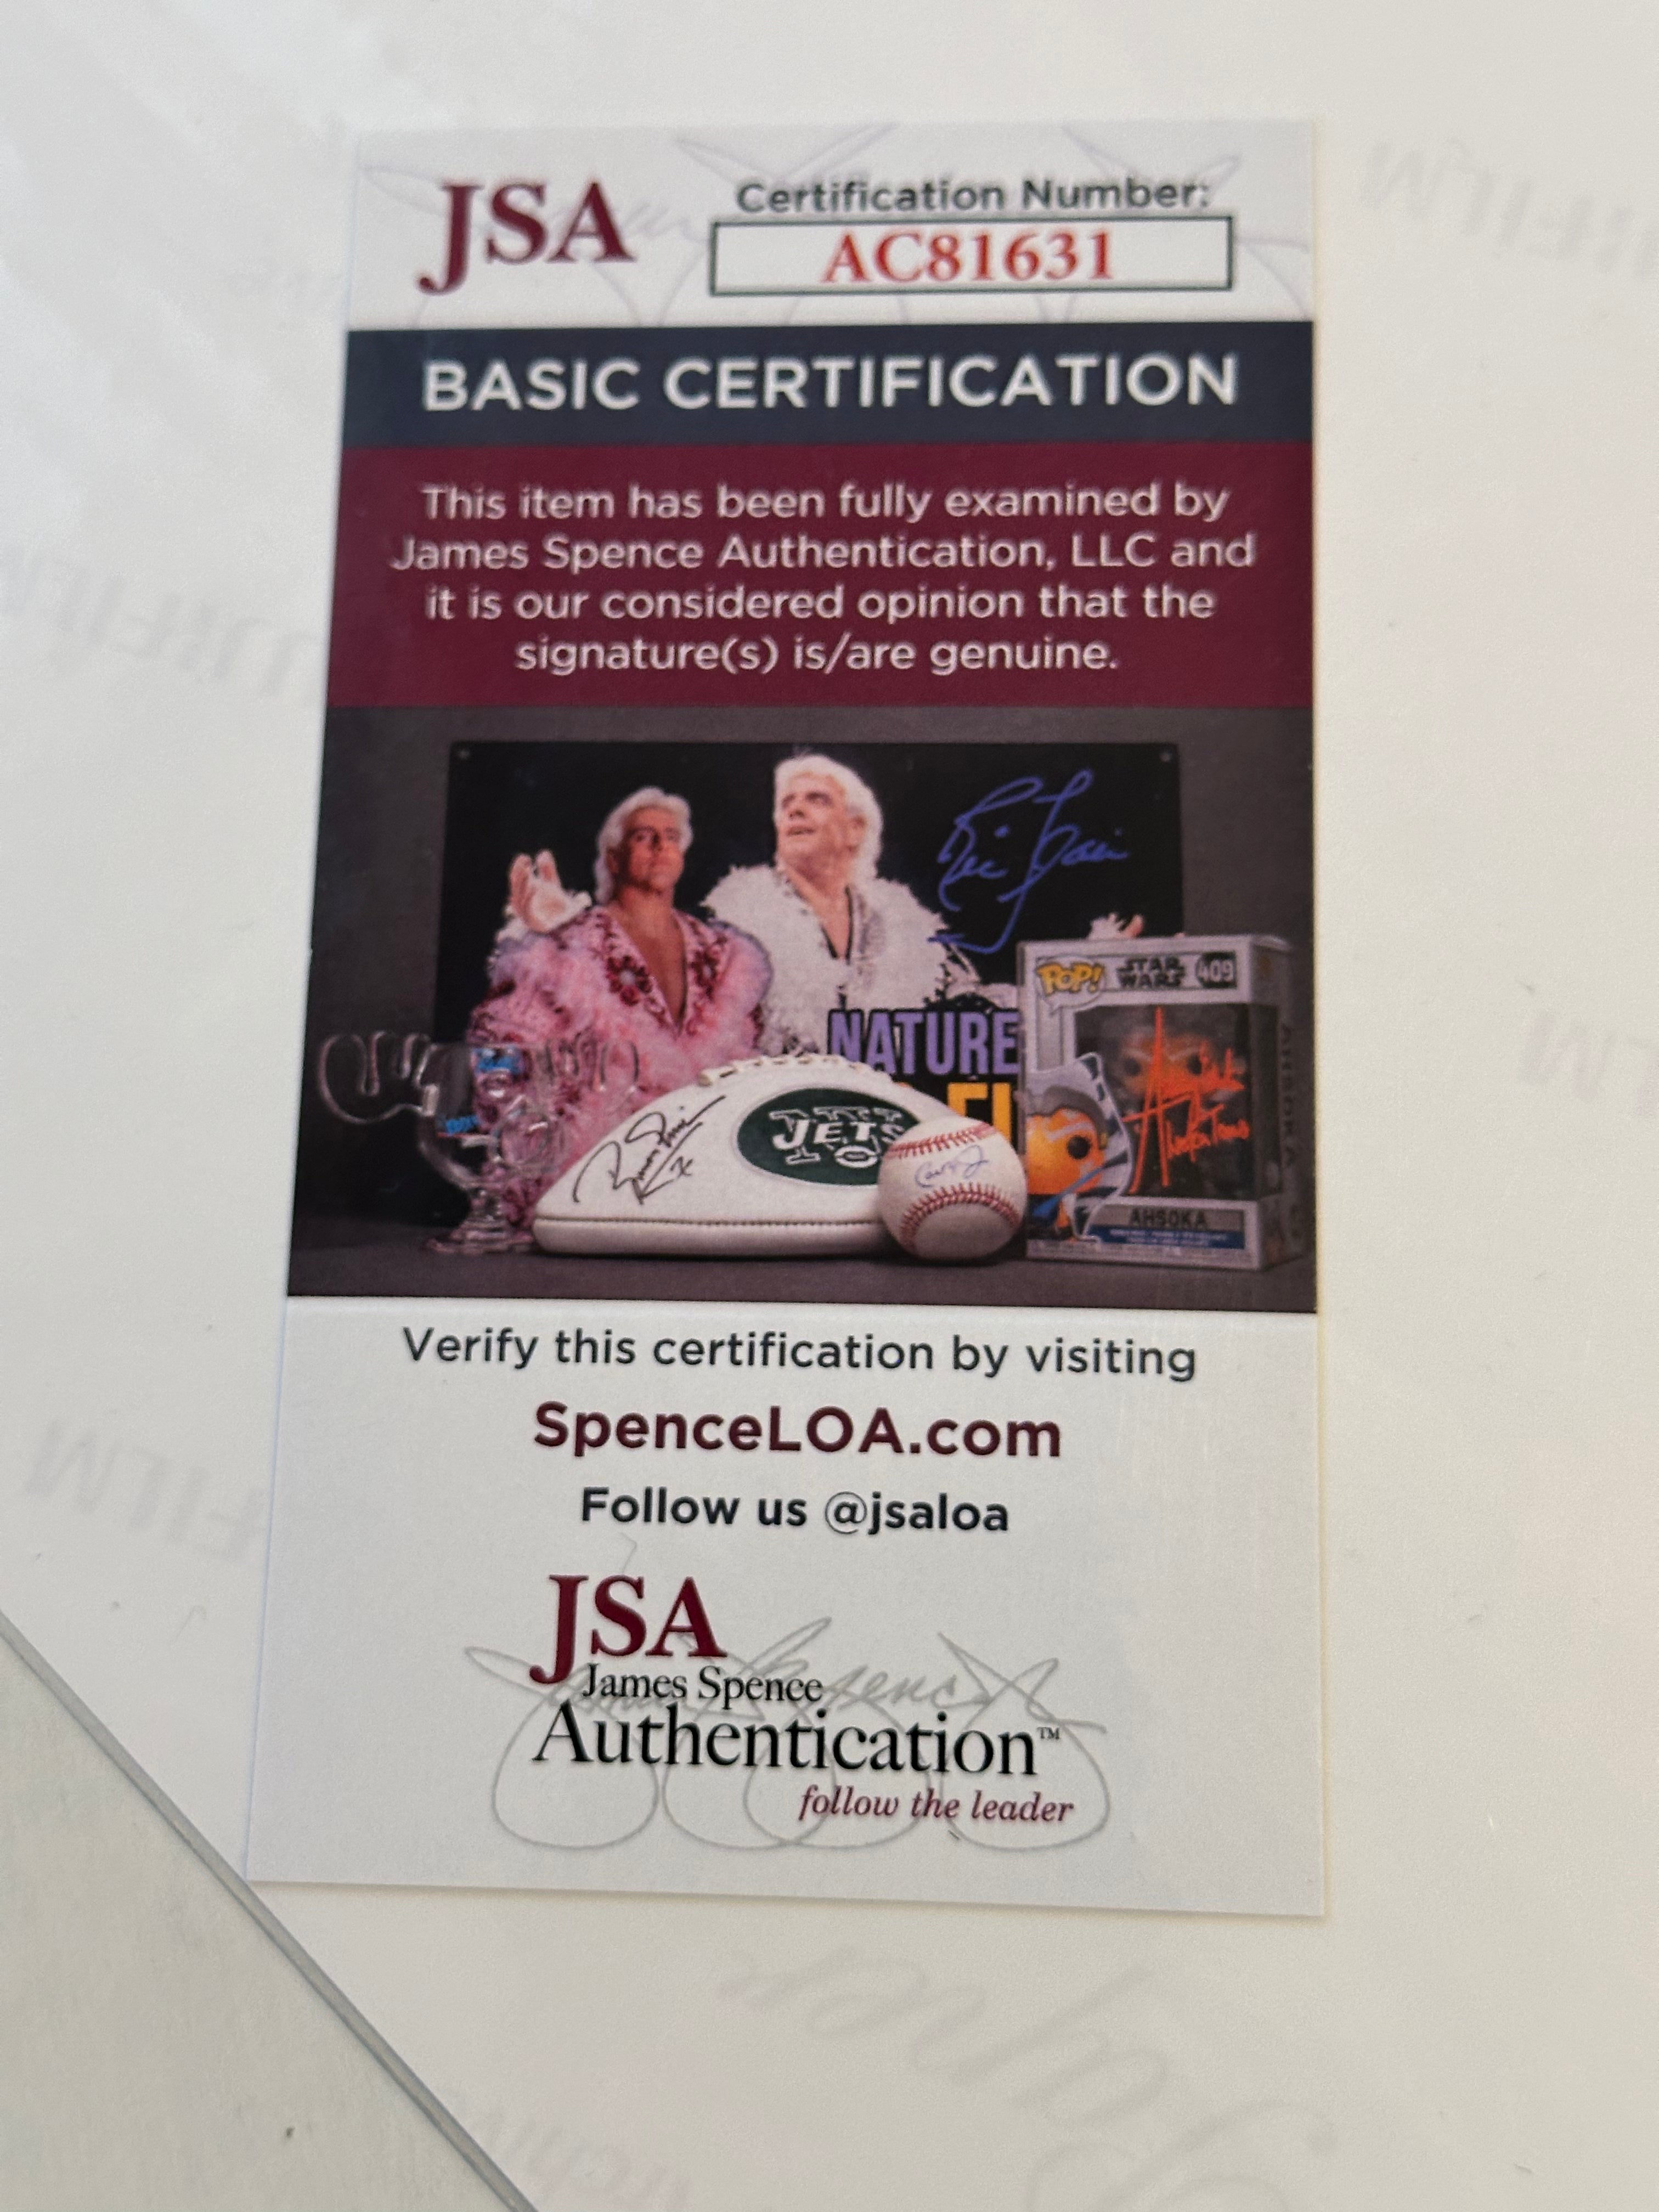 JSA
Certification Number:
AC81631
BASIC CERTIFICATION
This item has been fully examined by
James Spence Authentication, LLC and
it is our considered opinion that the
signature(s) is/are genuine.
POP!
STAR
WARS
409
NATURE
JETS
AHSOKA
AHSOKA
Verify this certification by visiting
SpenceLOA.com
Follow us @jsaloa
JSA
James Spence
Authentication™
follow the leader